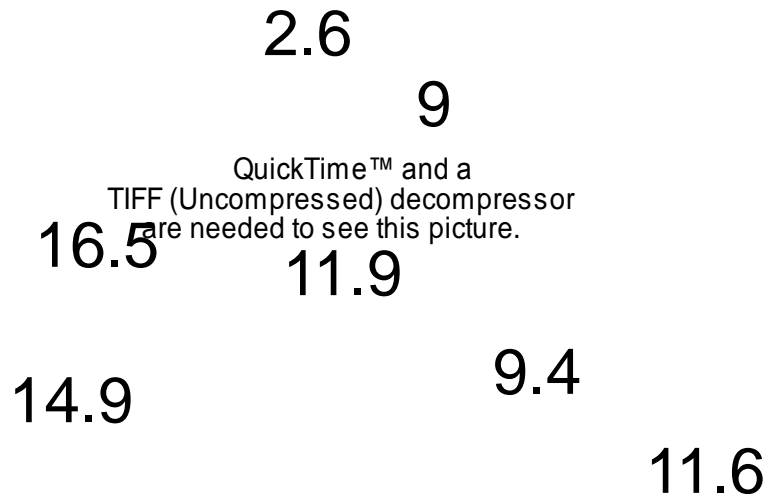 2.6
9
QuickTime™ and a
TIFF (Uncompressed) decompressor
are needed to see this picture.
16.5
11.9
9.4
14.9
11.6